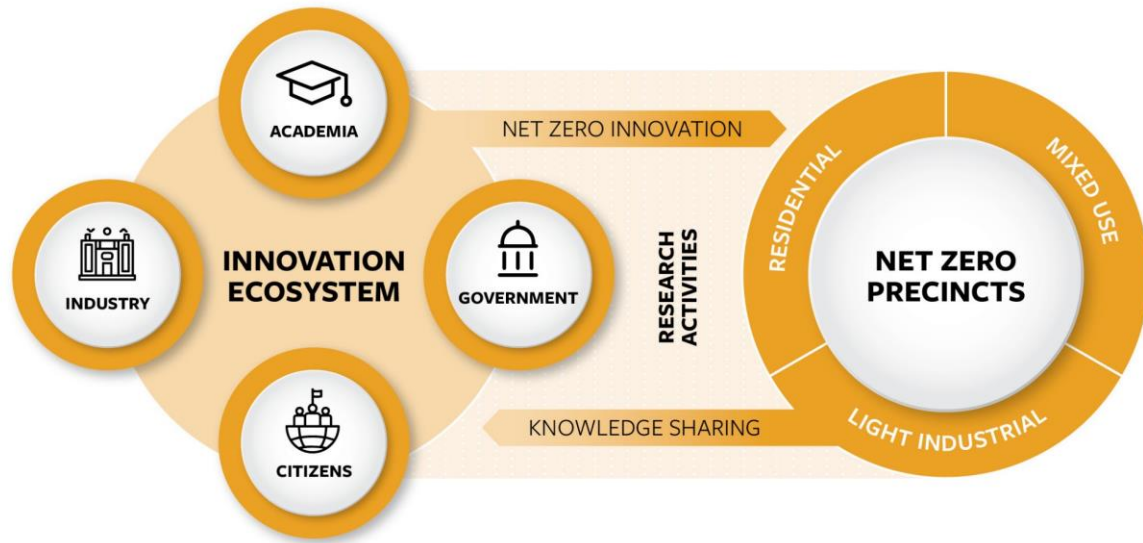 ACADEMIA
NET ZERO INNOVATION
INDUSTRY
INNOVATION
ECOSYSTEM
GOVERNMENT
CITIZENS
RESEARCH
ACTIVITIES
KNOWLEDGE SHARING
RESIDENTIAL
MIXED USE
NET ZERO
PRECINCTS
LIGHT INDUSTRIAL